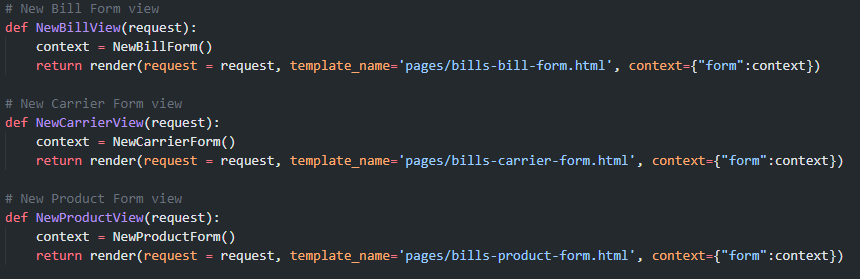 # New Bill Form view
def NewBillView(request):
    context = NewBillForm()
    return render(request = request, template_name='pages/bills-bill-form.html', context={"form":context})
# New Carrier Form view
def NewCarrierView(request):
    context = NewCarrierForm()
    return render(request = request, template_name='pages/bills-carrier-form.html', context={"form":context})
# New Product Form view
def NewProductView(request):
    context = NewProductForm()
    return render(request = request, template_name='pages/bills-product-form.html', context={"form":context})